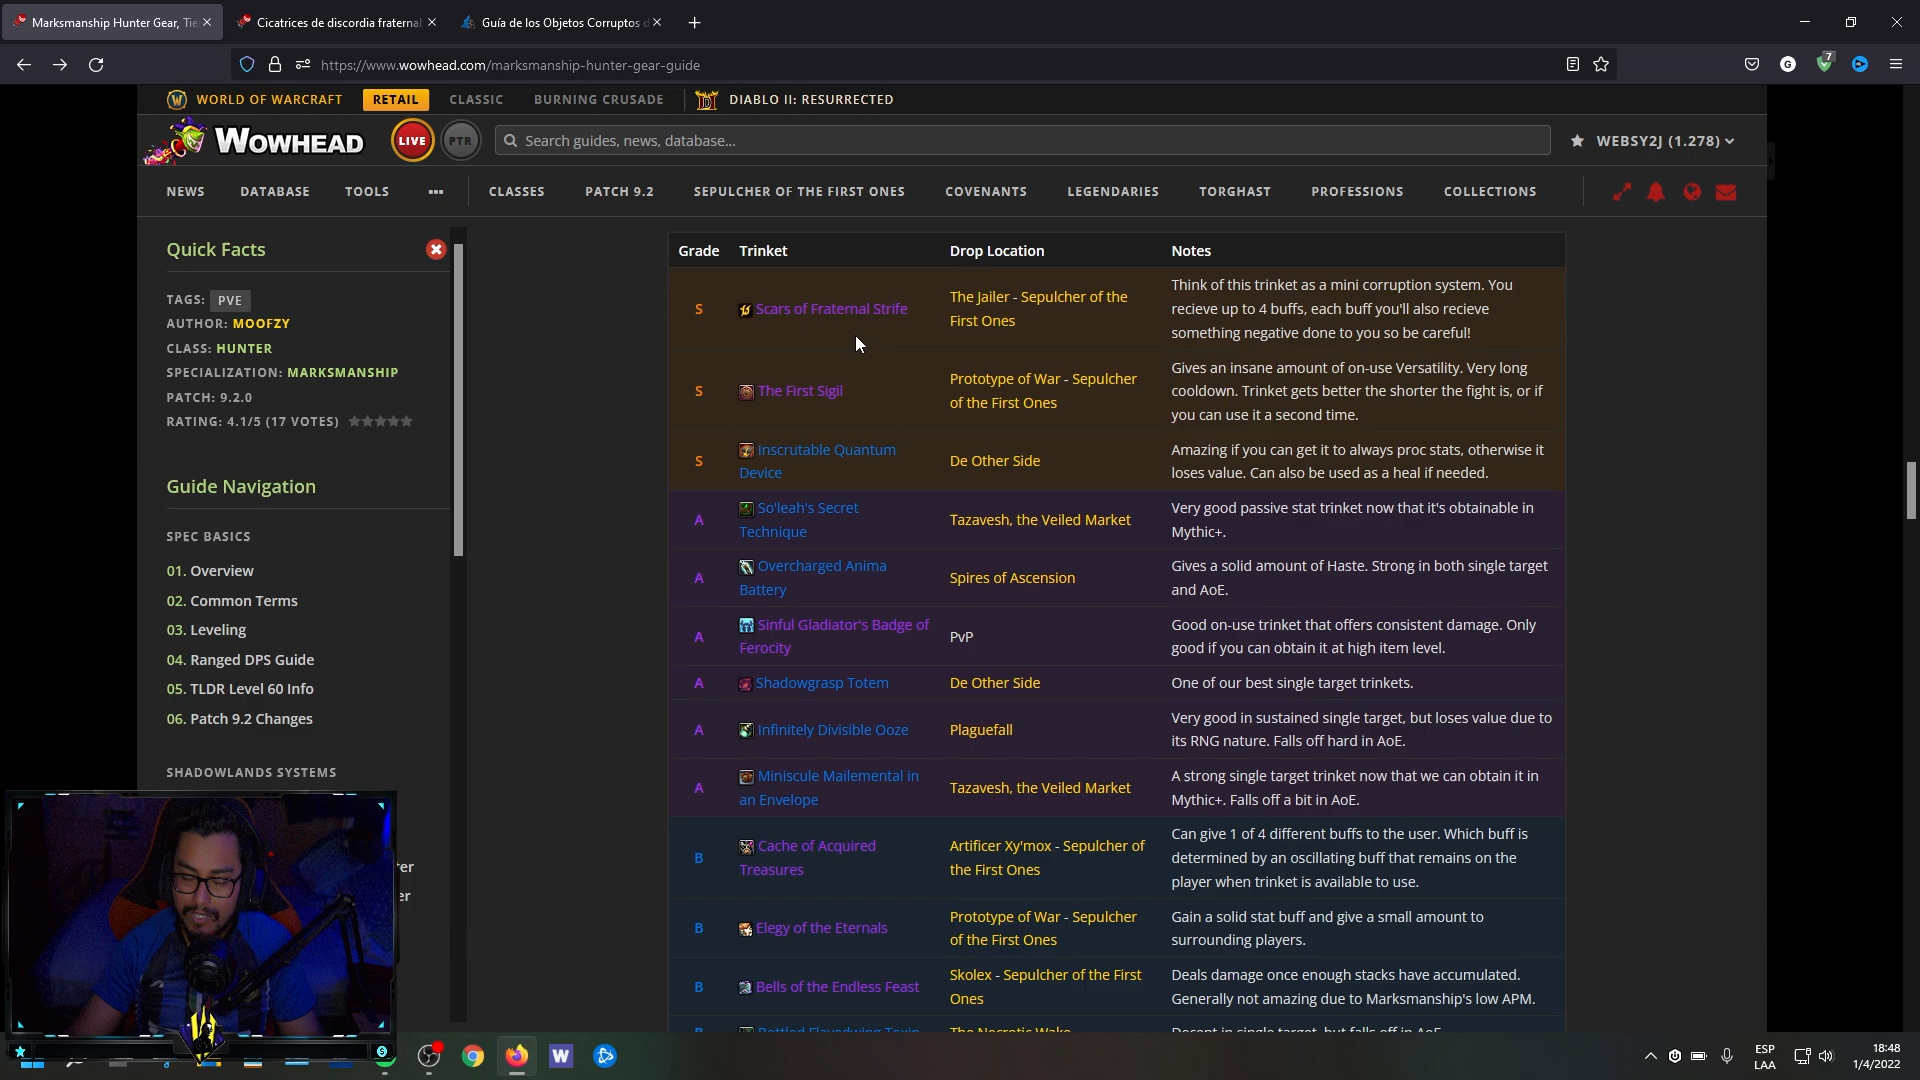 Marksmanship Hunter Gear, Tie
Cicatrices de discordia fraternal
Guía de los Objetos Corruptos d
https://www.wowhead.com/marksmanship-hunter-gear-guide
7
WORLD OF WARCRAFT
RETAIL
CLASSIC
BURNING CRUSADE
DIABLO II: RESURRECTED
WOWHEAD
LIVE
PTR
Search guides, news, database...
WEBSY2J (1.278)
NEWS
DATABASE
TOOLS
CLASSES
PATCH 9.2
SEPULCHER OF THE FIRST ONES
COVENANTS
LEGENDARIES
TORGHAST
PROFESSIONS
COLLECTIONS
Quick Facts
TAGS: PVE
AUTHOR: MOOFZY
CLASS: HUNTER
SPECIALIZATION: MARKSMANSHIP
PATCH: 9.2.0
RATING: 4.1/5 (17 VOTES)
Guide Navigation
SPEC BASICS
01. Overview
02. Common Terms
03. Leveling
04. Ranged DPS Guide
05. TLDR Level 60 Info
06. Patch 9.2 Changes
SHADOWLANDS SYSTEMS
ter
er
Grade Trinket Drop Location Notes
S
Scars of Fraternal Strife
The Jailer - Sepulcher of the
First Ones
Think of this trinket as a mini corruption system. You
recieve up to 4 buffs, each buff you'll also recieve
something negative done to you so be careful!
S
The First Sigil
Prototype of War - Sepulcher
of the First Ones
Gives an insane amount of on-use Versatility. Very long
cooldown. Trinket gets better the shorter the fight is, or if
you can use it a second time.
S
Inscrutable Quantum
Device
De Other Side
Amazing if you can get it to always proc stats, otherwise it
loses value. Can also be used as a heal if needed.
A
So'leah's Secret
Technique
Tazavesh, the Veiled Market
Very good passive stat trinket now that it's obtainable in
Mythic+.
A
Overcharged Anima
Battery
Spires of Ascension
Gives a solid amount of Haste. Strong in both single target
and AoE.
A
Sinful Gladiator's Badge of
Ferocity
PvP
Good on-use trinket that offers consistent damage. Only
good if you can obtain it at high item level.
A
Shadowgrasp Totem
De Other Side
One of our best single target trinkets.
A
Infinitely Divisible Ooze
Plaguefall
Very good in sustained single target, but loses value due to
its RNG nature. Falls off hard in AoE.
A
Miniscule Mailemental in
an Envelope
Tazavesh, the Veiled Market
A strong single target trinket now that we can obtain it in
Mythic+. Falls off a bit in AoE.
B
Cache of Acquired
Treasures
Artificer Xy'mox - Sepulcher of
the First Ones
Can give 1 of 4 different buffs to the user. Which buff is
determined by an oscillating buff that remains on the
player when trinket is available to use.
B
Elegy of the Eternals
Prototype of War - Sepulcher
of the First Ones
Gain a solid stat buff and give a small amount to
surrounding players.
B
Bells of the Endless Feast
Skolex - Sepulcher of the First
Ones
Deals damage once enough stacks have accumulated.
Generally not amazing due to Marksmanship's low APM.
B
Bottled Flayedwing Toxin
The Necrotic Wake
Decent in single target, but falls off in AoE.
W
ESP
LAA
18:48
1/4/2022